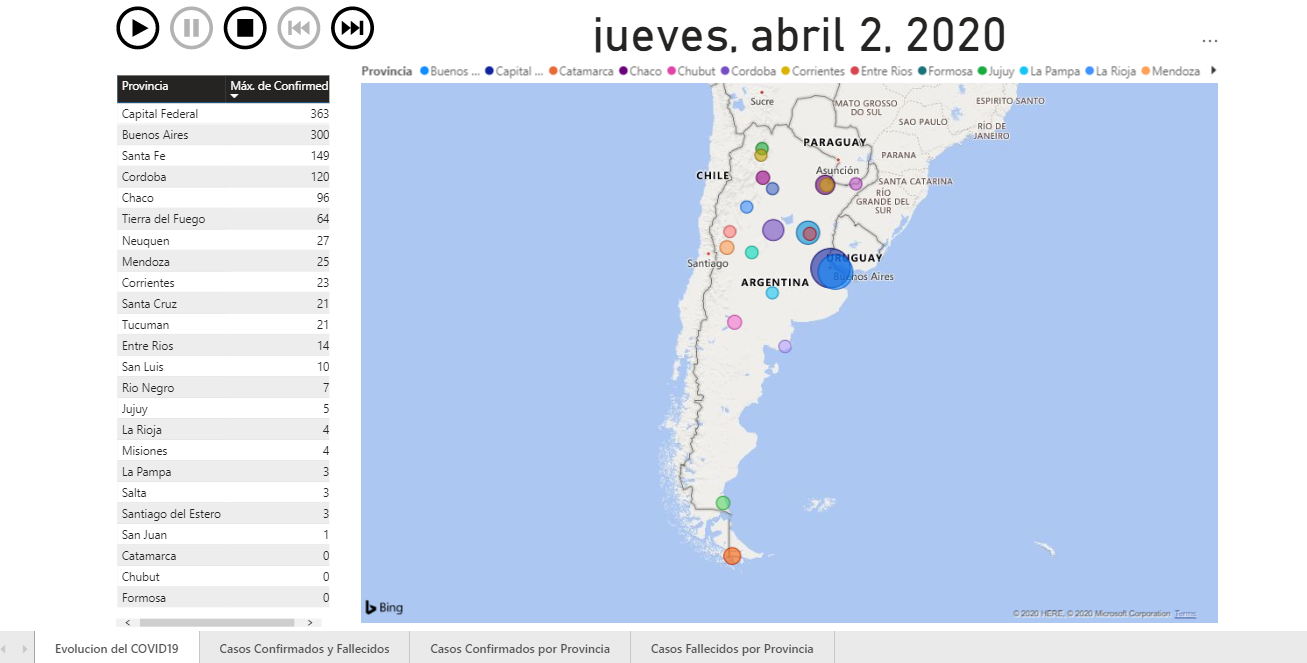 jueves, abril 2, 2020
...
Provincia Buenos ... Capital ... Catamarca Chaco Chubut Cordoba Corrientes Entre Rios Formosa Jujuy La Pampa La Rioja Mendoza
Provincia Máx. de Confirmed
Capital Federal 363
Buenos Aires 300
Santa Fe 149
Cordoba 120
Chaco 96
Tierra del Fuego 64
Neuquen 27
Mendoza 25
Corrientes 23
Santa Cruz 21
Tucuman 21
Entre Rios 14
San Luis 10
Rio Negro 7
Jujuy 5
La Rioja 4
Misiones 4
La Pampa 3
Salta 3
Santiago del Estero 3
San Juan 1
Catamarca 0
Chubut 0
Formosa 0
Sucre
MATO GROSSO
DO SUL
ESPIRITO SANTO
SAO PAULO
RÍO DE
JANEIRO
PARAGUAY
PARANA
Asunción
CHILE
SANTA CATARINA
RÍO
GRANDE DEL
SUR
Santiago
URUGUAY
Buenos Aires
ARGENTINA
Bing
© 2020 HERE, © 2020 Microsoft Corporation Terms
Evolucion del COVID19 Casos Confirmados y Fallecidos Casos Confirmados por Provincia Casos Fallecidos por Provincia